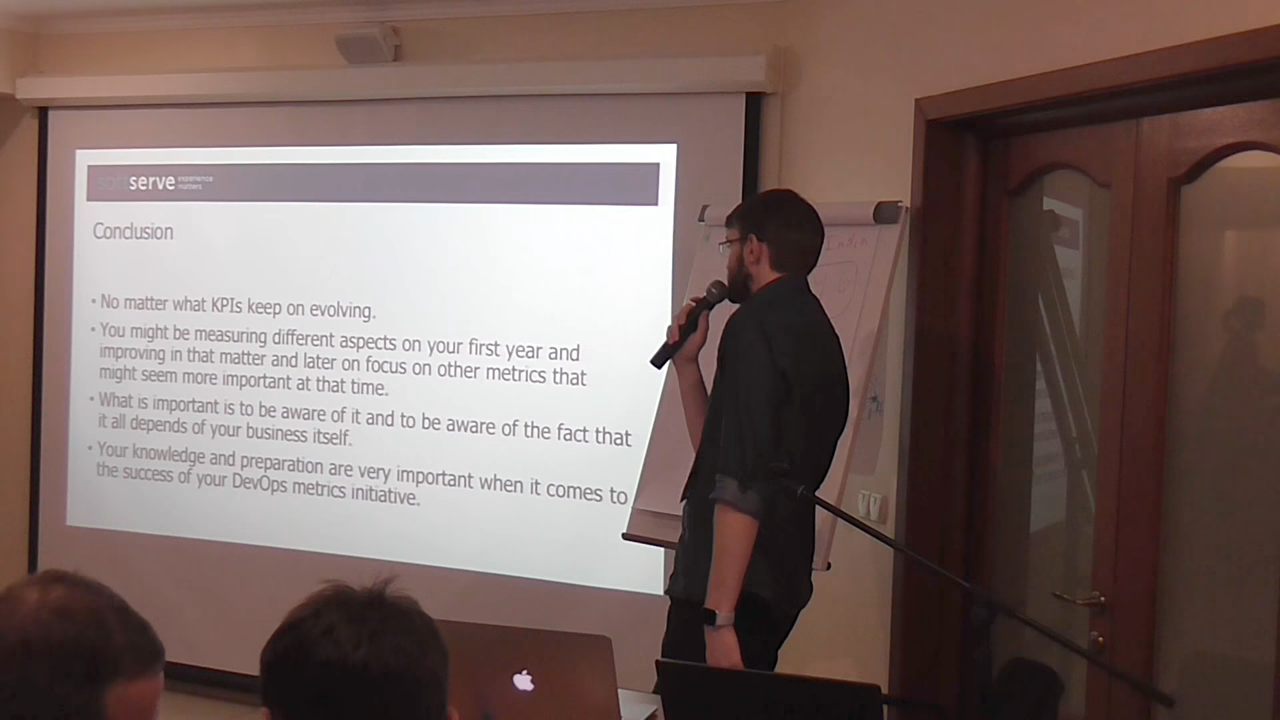 softserve experience matters
Conclusion
• No matter what KPIs keep on evolving.
• You might be measuring different aspects on your first year and
improving in that matter and later on focus on other metrics that
might seem more important at that time.
• What is important is to be aware of it and to be aware of the fact that
it all depends of your business itself.
• Your knowledge and preparation are very important when it comes to
the success of your DevOps metrics initiative.
India